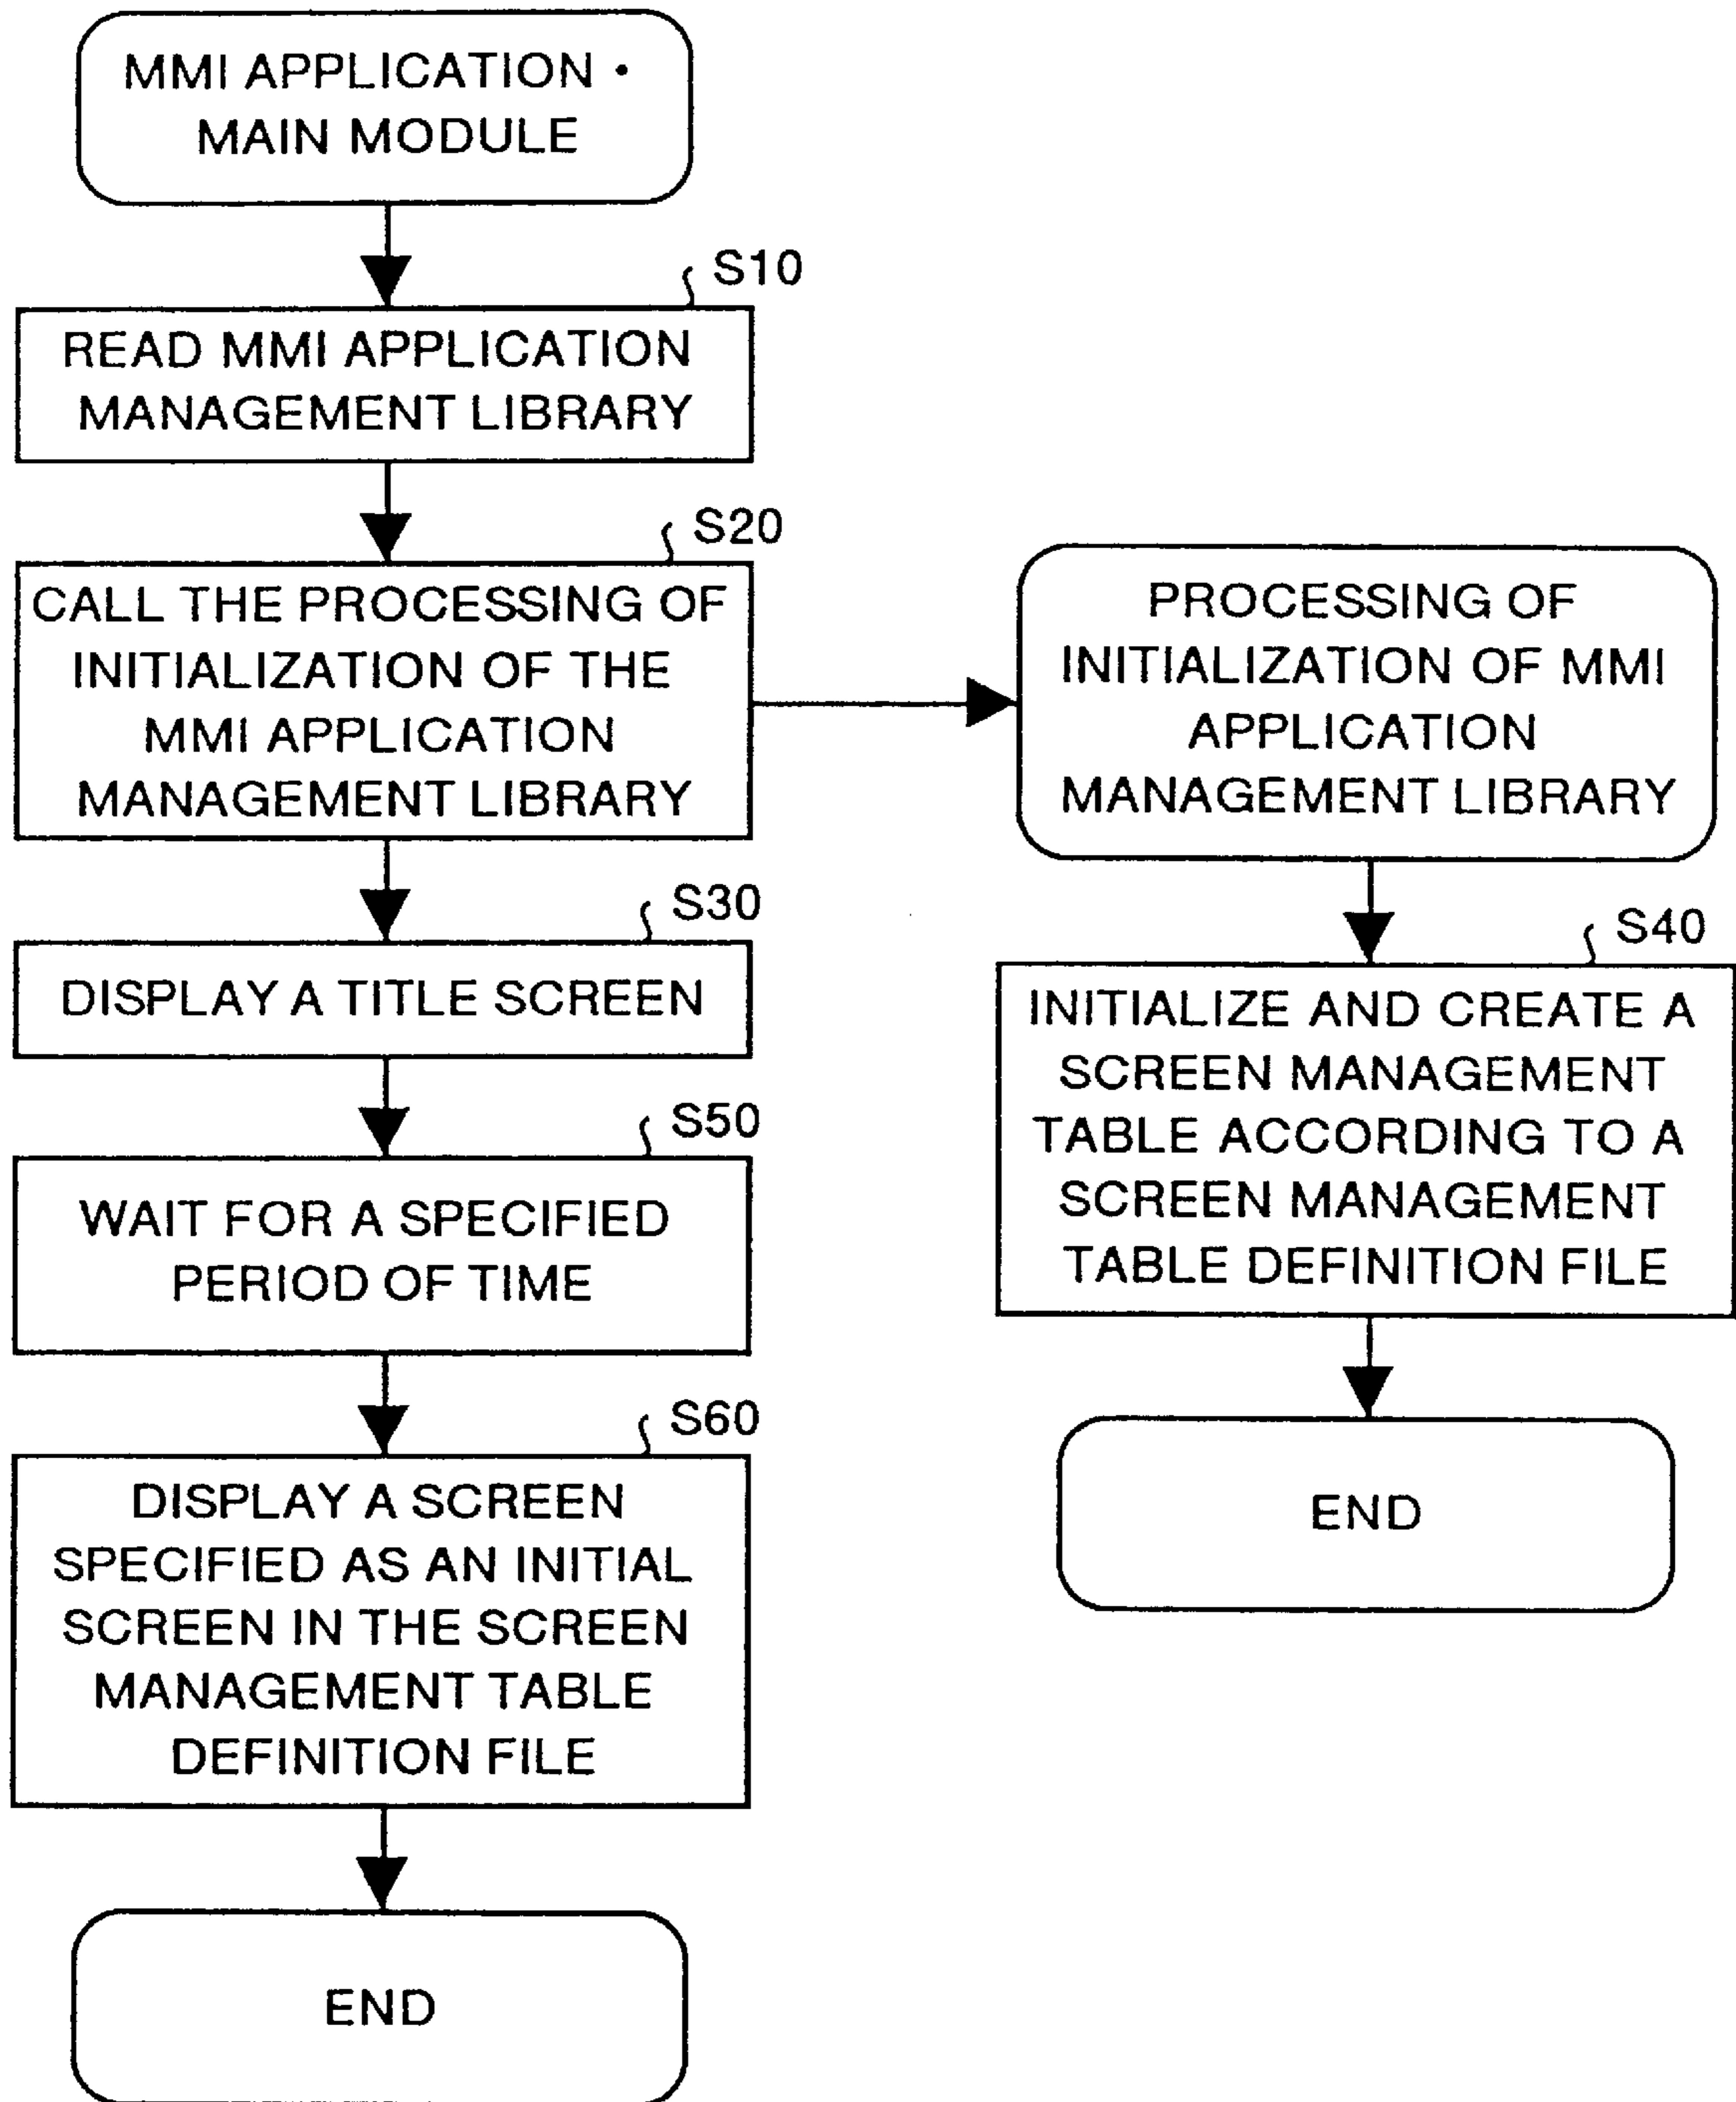 MMI APPLICATION ·
MAIN MODULE
S10
READ MMI APPLICATION
MANAGEMENT LIBRARY
S20
CALL THE PROCESSING OF
INITIALIZATION OF THE
MMI APPLICATION
MANAGEMENT LIBRARY
PROCESSING OF
INITIALIZATION OF MMI
APPLICATION
MANAGEMENT LIBRARY
S30
DISPLAY A TITLE SCREEN
S40
INITIALIZE AND CREATE A
SCREEN MANAGEMENT
TABLE ACCORDING TO A
SCREEN MANAGEMENT
TABLE DEFINITION FILE
S50
WAIT FOR A SPECIFIED
PERIOD OF TIME
S60
DISPLAY A SCREEN
SPECIFIED AS AN INITIAL
SCREEN IN THE SCREEN
MANAGEMENT TABLE
DEFINITION FILE
END
END